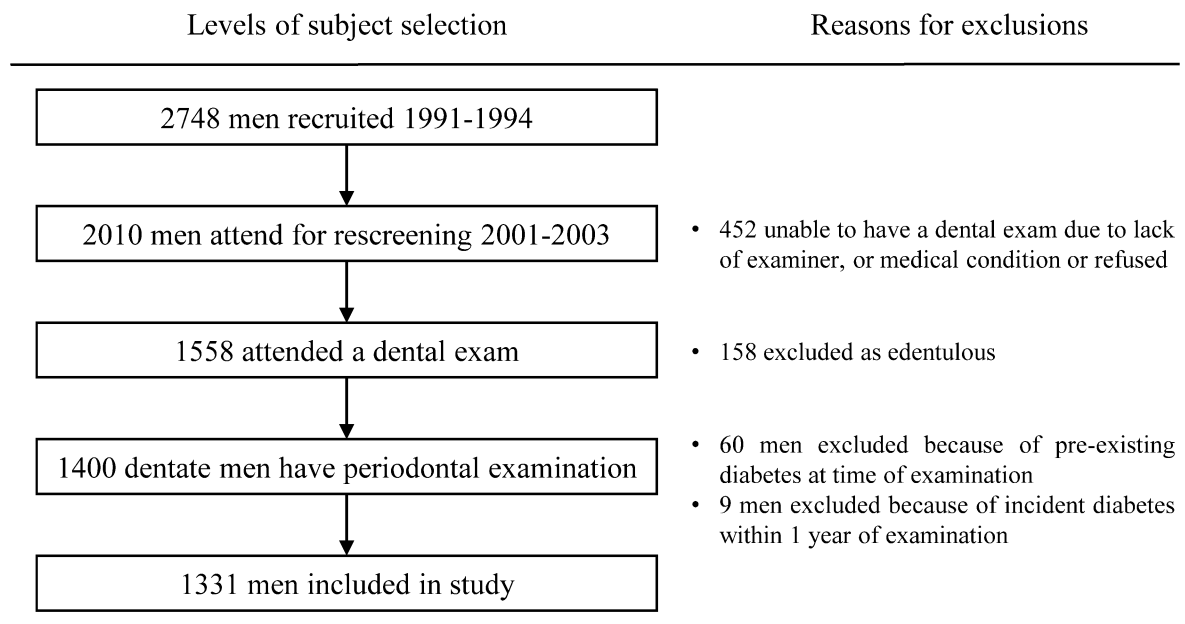 Levels of subject selection
Reasons for exclusions
2748 men recruited 1991-1994
2010 men attend for rescreening 2001-2003
• 452 unable to have a dental exam due to lack
of examiner, or medical condition or refused
1558 attended a dental exam
• 158 excluded as edentulous
1400 dentate men have periodontal examination
• 60 men excluded because of pre-existing
diabetes at time of examination
• 9 men excluded because of incident diabetes
within 1 year of examination
1331 men included in study